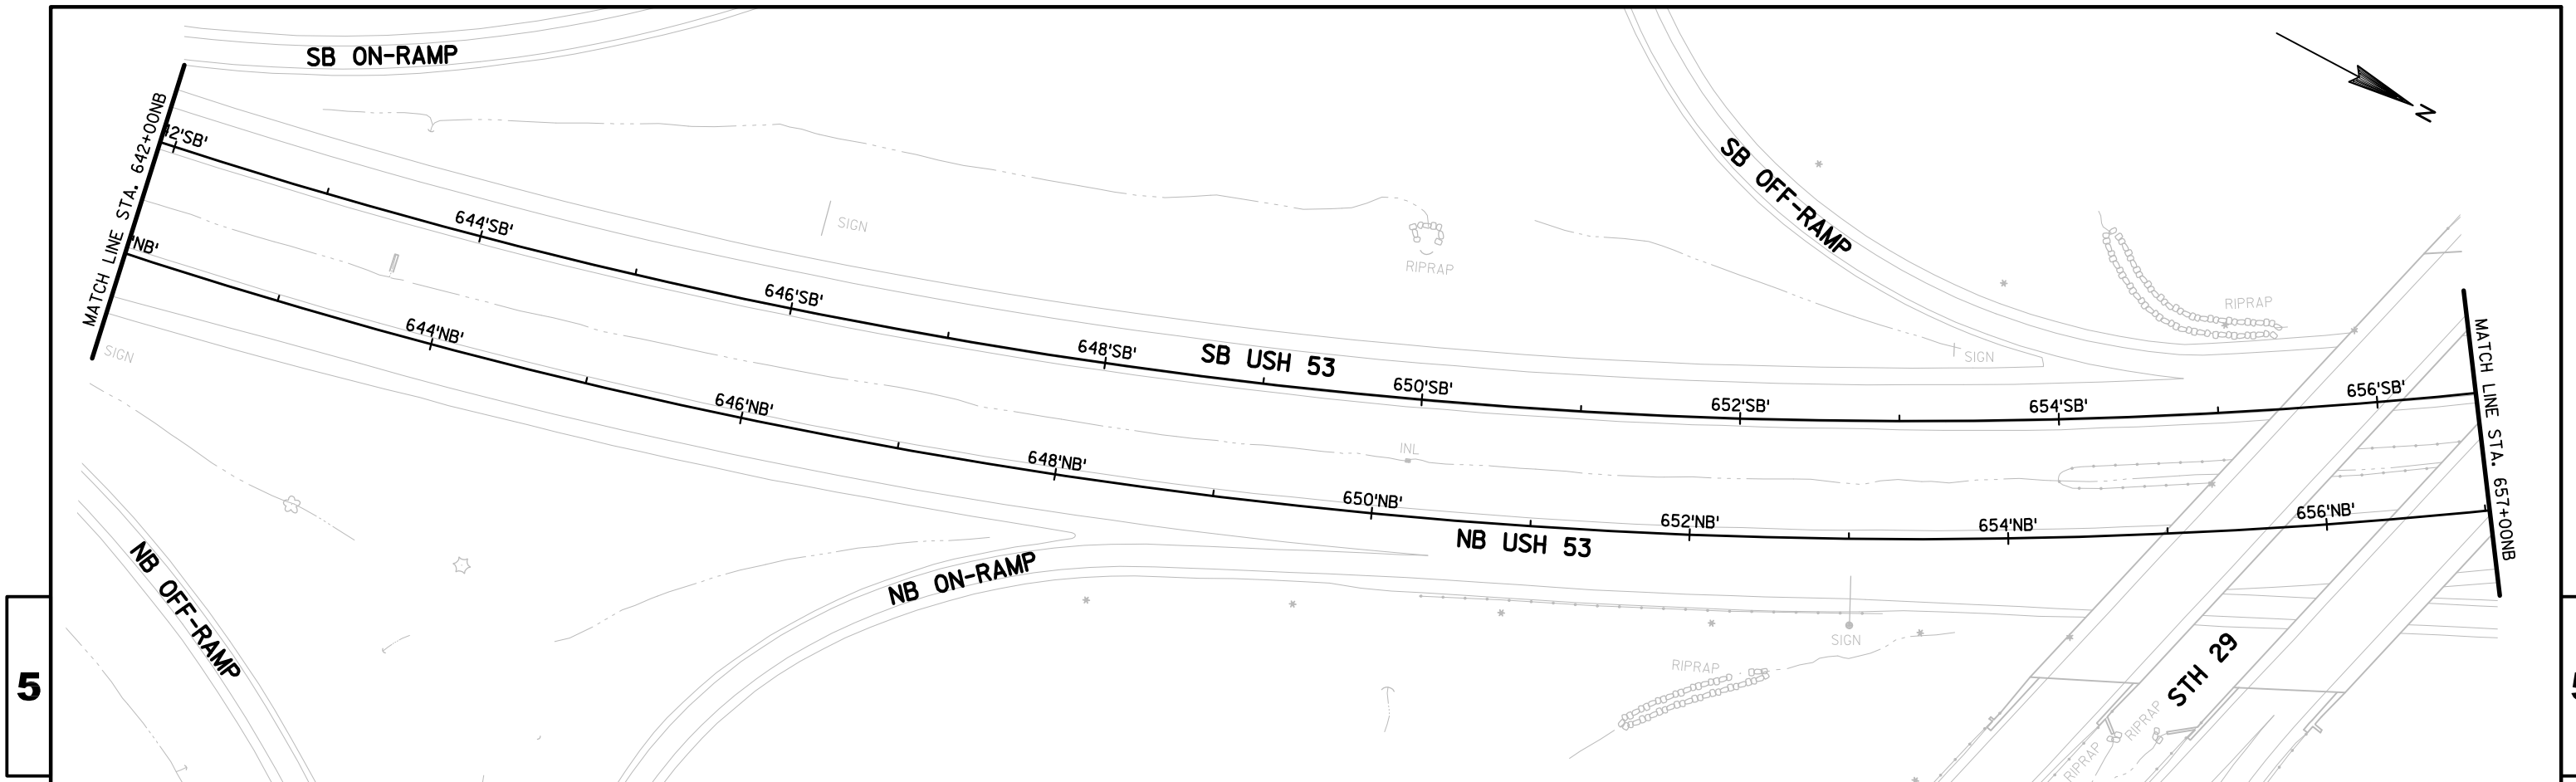 SB ON-RAMP
N
MATCH LINE STA. 642+00NB
2'SB'
'NB'
644'SB'
644'NB'
646'SB'
646'NB'
648'SB'
648'NB'
650'SB'
650'NB'
652'SB'
652'NB'
654'SB'
654'NB'
656'SB'
656'NB'
SB USH 53
NB USH 53
SB OFF-RAMP
NB ON-RAMP
NB OFF-RAMP
STH 29
MATCH LINE STA. 657+00NB
SIGN
SIGN
RIPRAP
INL
SIGN
RIPRAP
SIGN
RIPRAP
RIPRAP
RIPRAP
5